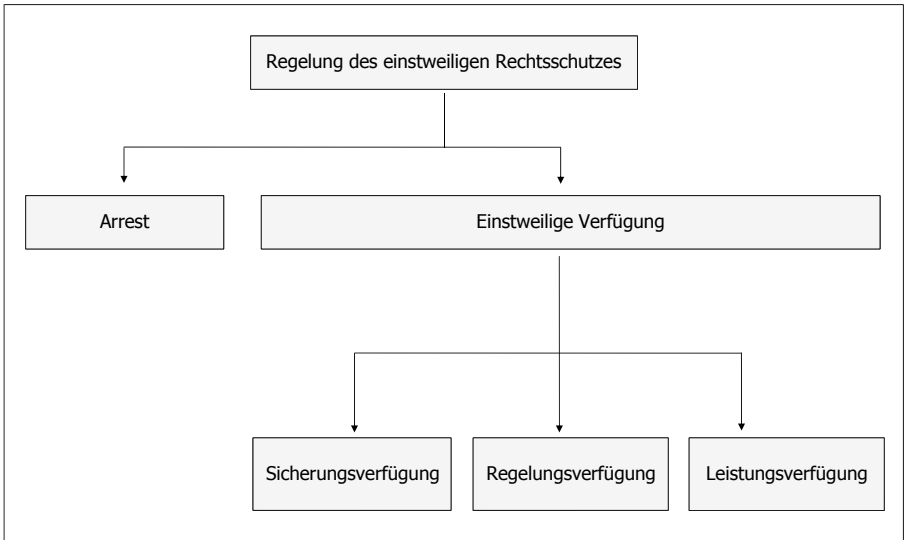 Regelung des einstweiligen Rechtsschutzes
Arrest
Einstweilige Verfügung
Sicherungsverfügung
Regelungsverfügung
Leistungsverfügung